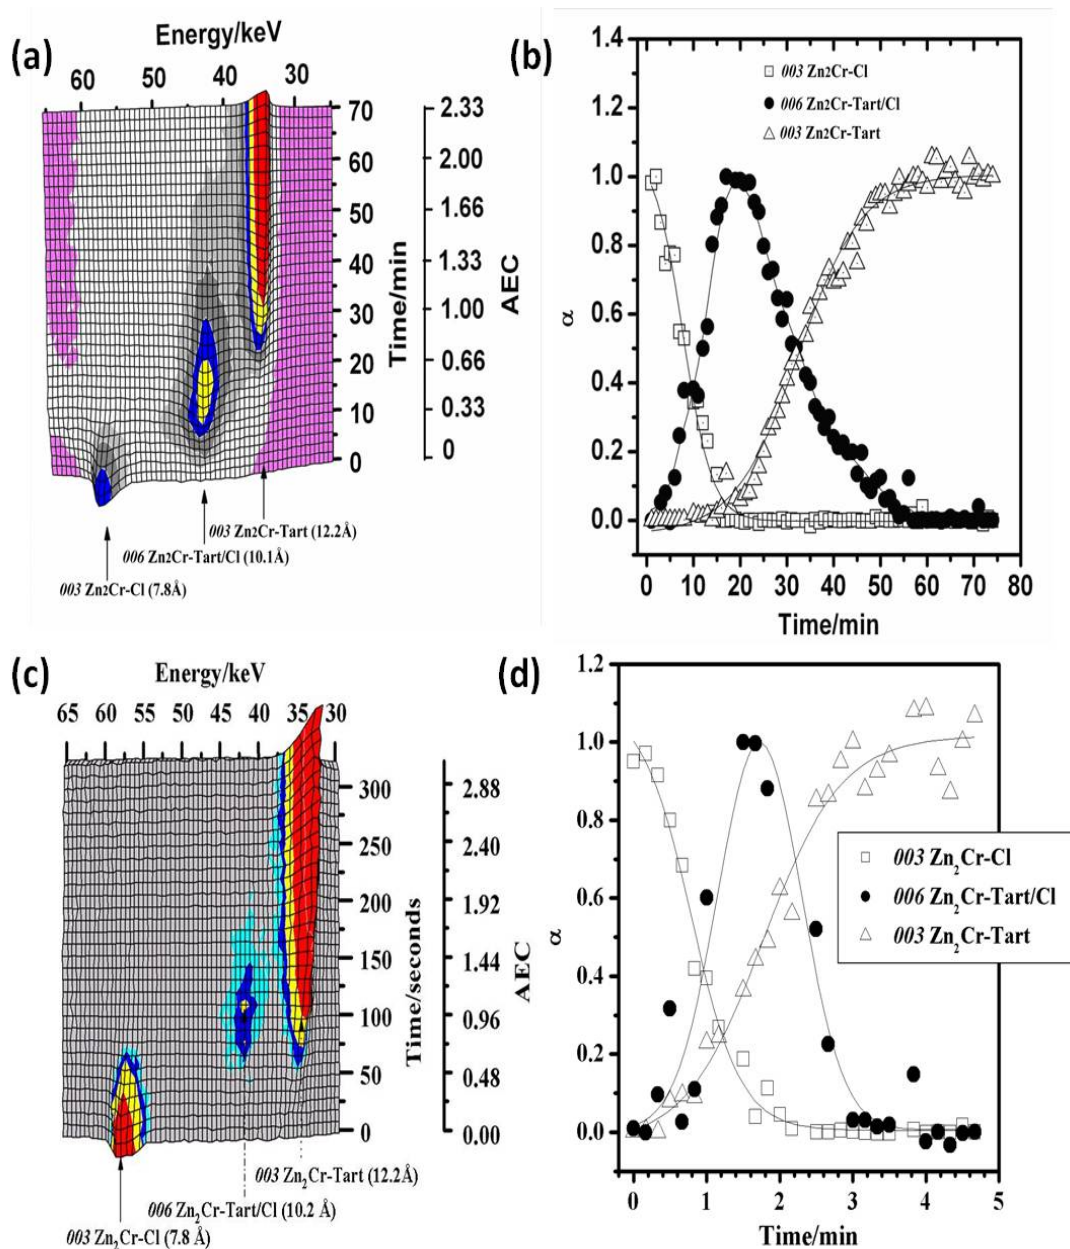 (a)
Energy/keV
60 50 40 30
70 2.33
60 2.00
50 1.66
40 1.33
30 1.00
20 0.66
10 0.33
0 0
Time/min
AEC
003 Zn2Cr-Tart (12.2Å)
006 Zn2Cr-Tart/Cl (10.1Å)
003 Zn2Cr-Cl (7.8Å)
(b)
1.4
1.2
1.0
0.8
0.6
0.4
0.2
0.0
α
003 Zn2Cr-Cl
006 Zn2Cr-Tart/Cl
003 Zn2Cr-Tart
0 10 20 30 40 50 60 70 80
Time/min
(c)
Energy/keV
65 60 55 50 45 40 35 30
300 2.88
250 2.40
200 1.92
150 1.44
100 0.96
50 0.48
0 0.00
Time/seconds
AEC
003 Zn2Cr-Tart (12.2Å)
006 Zn2Cr-Tart/Cl (10.2 Å)
003 Zn2Cr-Cl (7.8 Å)
(d)
1.2
1.0
0.8
0.6
0.4
0.2
0.0
α
003 Zn2Cr-Cl
006 Zn2Cr-Tart/Cl
003 Zn2Cr-Tart
0 1 2 3 4 5
Time/min